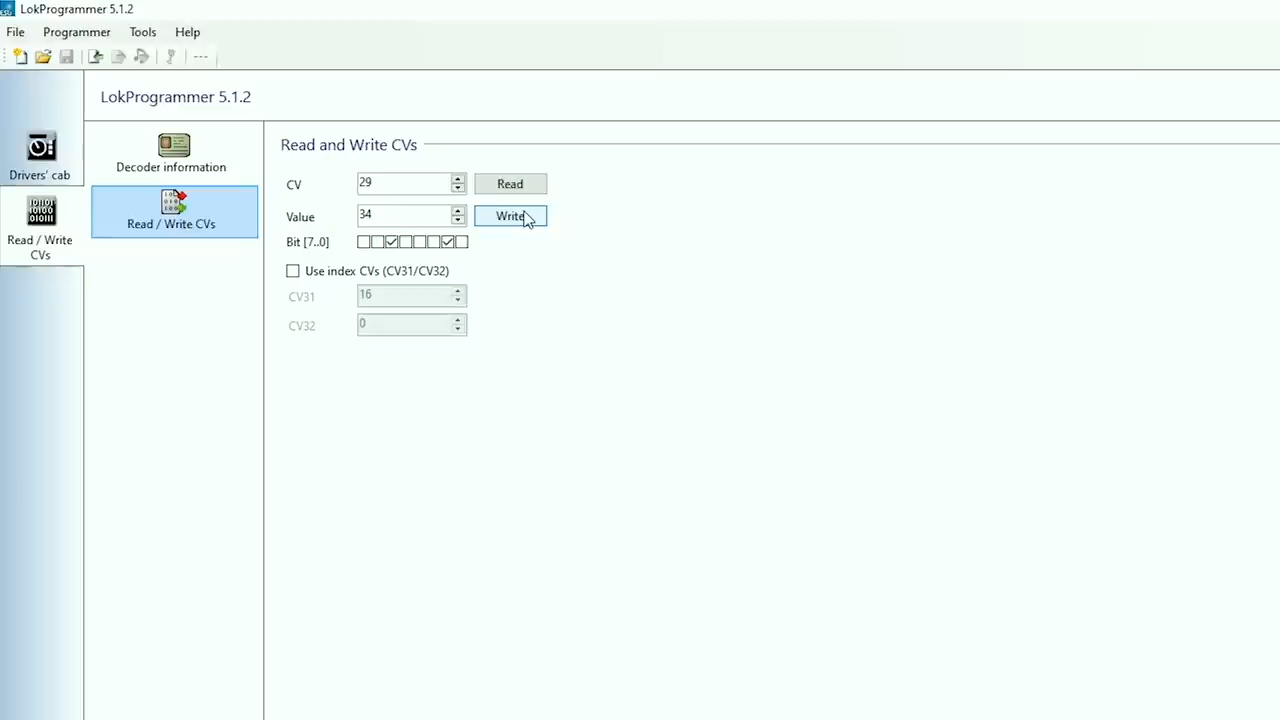 LokProgrammer 5.1.2
File Programmer Tools Help
LokProgrammer 5.1.2
Drivers' cab
Read / Write
CVs
Decoder information
Read / Write CVs
Read and Write CVs
CV 29 Read
Value 34 Write
Bit [7..0]
Use index CVs (CV31/CV32)
CV31 16
CV32 0